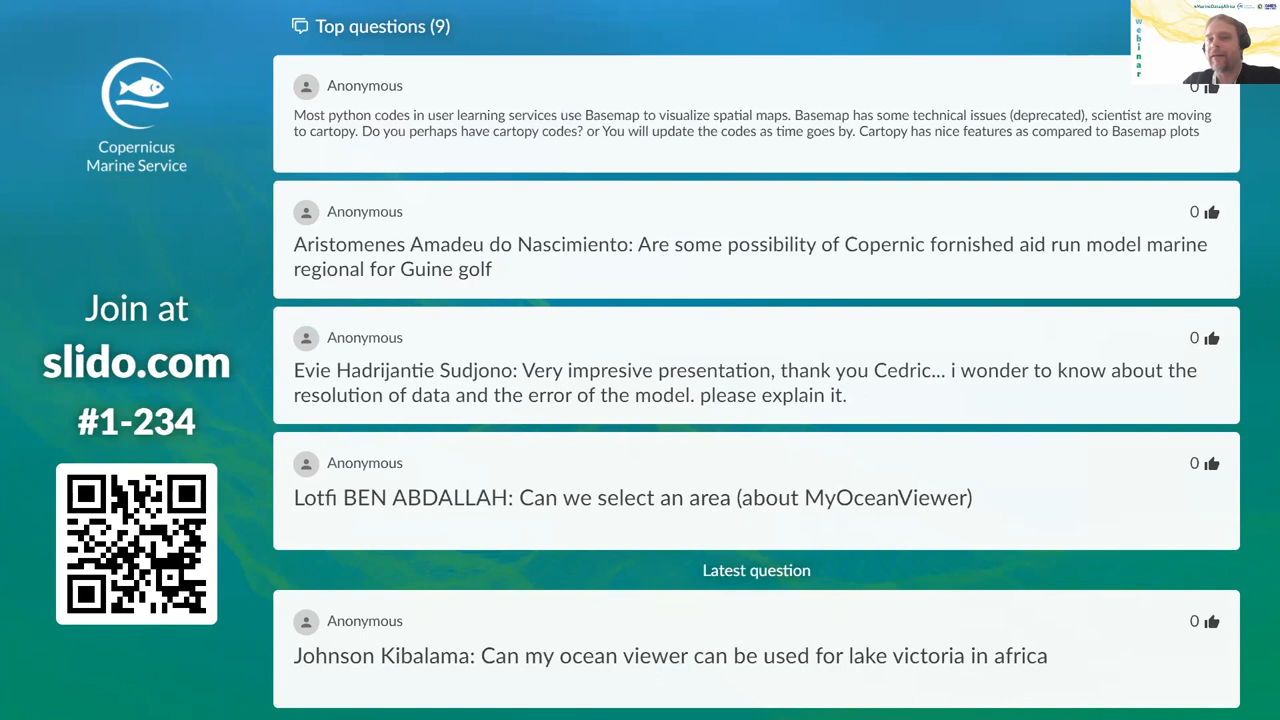 Top questions (9)
Copernicus
Marine Service
Join at
slido.com
#1-234
Anonymous
0
Most python codes in user learning services use Basemap to visualize spatial maps. Basemap has some technical issues (deprecated), scientist are moving
to cartopy. Do you perhaps have cartopy codes? or You will update the codes as time goes by. Cartopy has nice features as compared to Basemap plots
Anonymous
0
Aristomenes Amadeu do Nascimiento: Are some possibility of Copernic fornished aid run model marine
regional for Guine golf
Anonymous
0
Evie Hadrijantie Sudjono: Very impresive presentation, thank you Cedric... i wonder to know about the
resolution of data and the error of the model. please explain it.
Anonymous
0
Lotfi BEN ABDALLAH: Can we select an area (about MyOceanViewer)
Latest question
Anonymous
0
Johnson Kibalama: Can my ocean viewer can be used for lake victoria in africa
webinar